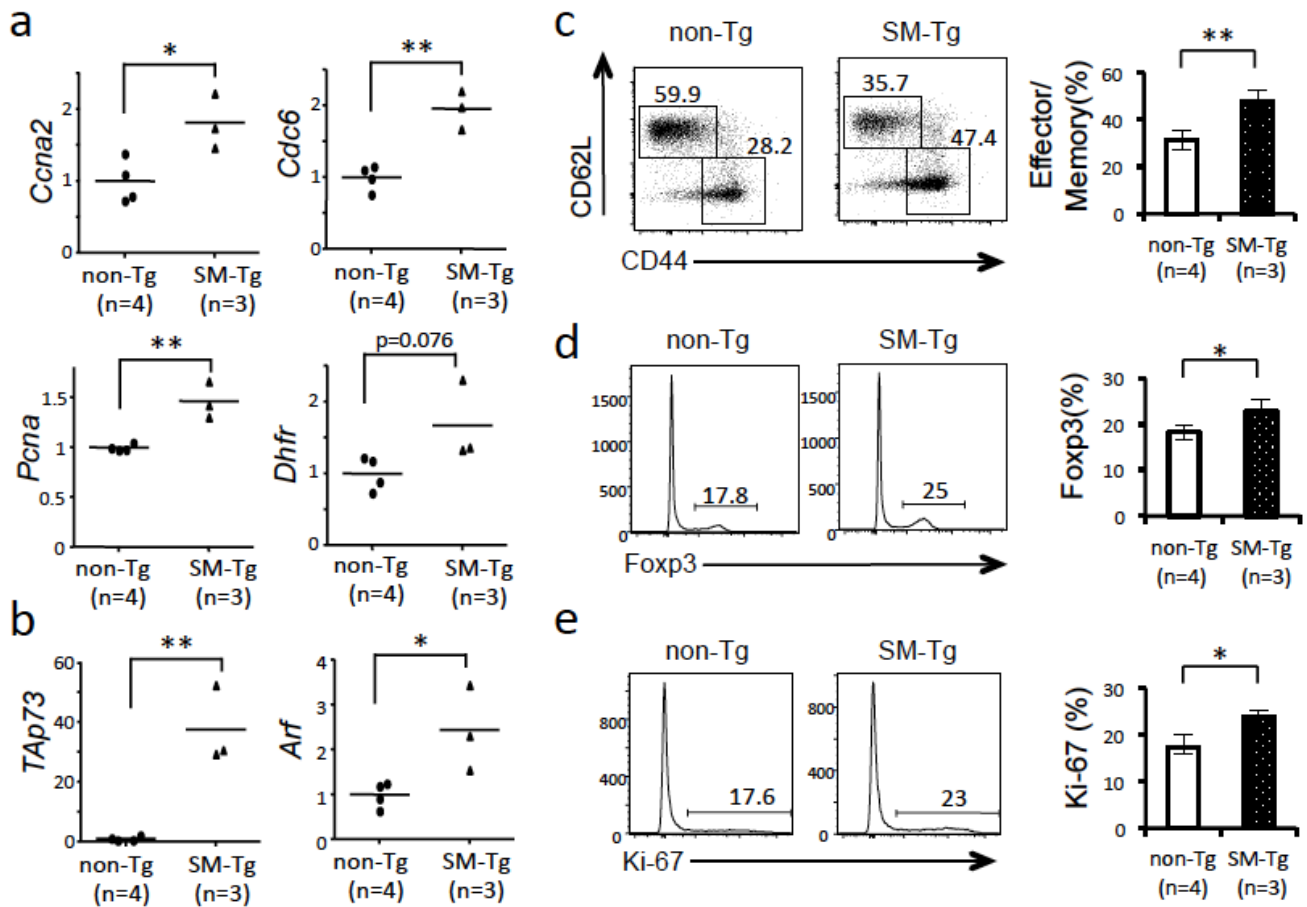 a
*
Ccna2
2
1
0
non-Tg
(n=4)
SM-Tg
(n=3)
**
Cdc6
2
1
0
non-Tg
(n=4)
SM-Tg
(n=3)
**
Pcna
1.5
1
0.5
0
non-Tg
(n=4)
SM-Tg
(n=3)
p=0.076
Dhfr
2
1
0
non-Tg
(n=4)
SM-Tg
(n=3)
b
**
TAp73
60
40
20
0
non-Tg
(n=4)
SM-Tg
(n=3)
*
Arf
4
3
2
1
0
non-Tg
(n=4)
SM-Tg
(n=3)
c
non-Tg
SM-Tg
59.9
28.2
35.7
47.4
CD62L
CD44
**
Effector/
Memory(%)
60
40
20
0
non-Tg
(n=4)
SM-Tg
(n=3)
d
non-Tg
SM-Tg
1500
1000
500
0
17.8
1500
1000
500
0
25
Foxp3
*
Foxp3(%)
30
20
10
0
non-Tg
(n=4)
SM-Tg
(n=3)
e
non-Tg
SM-Tg
800
400
0
17.6
800
400
0
23
Ki-67
*
Ki-67 (%)
30
20
10
0
non-Tg
(n=4)
SM-Tg
(n=3)